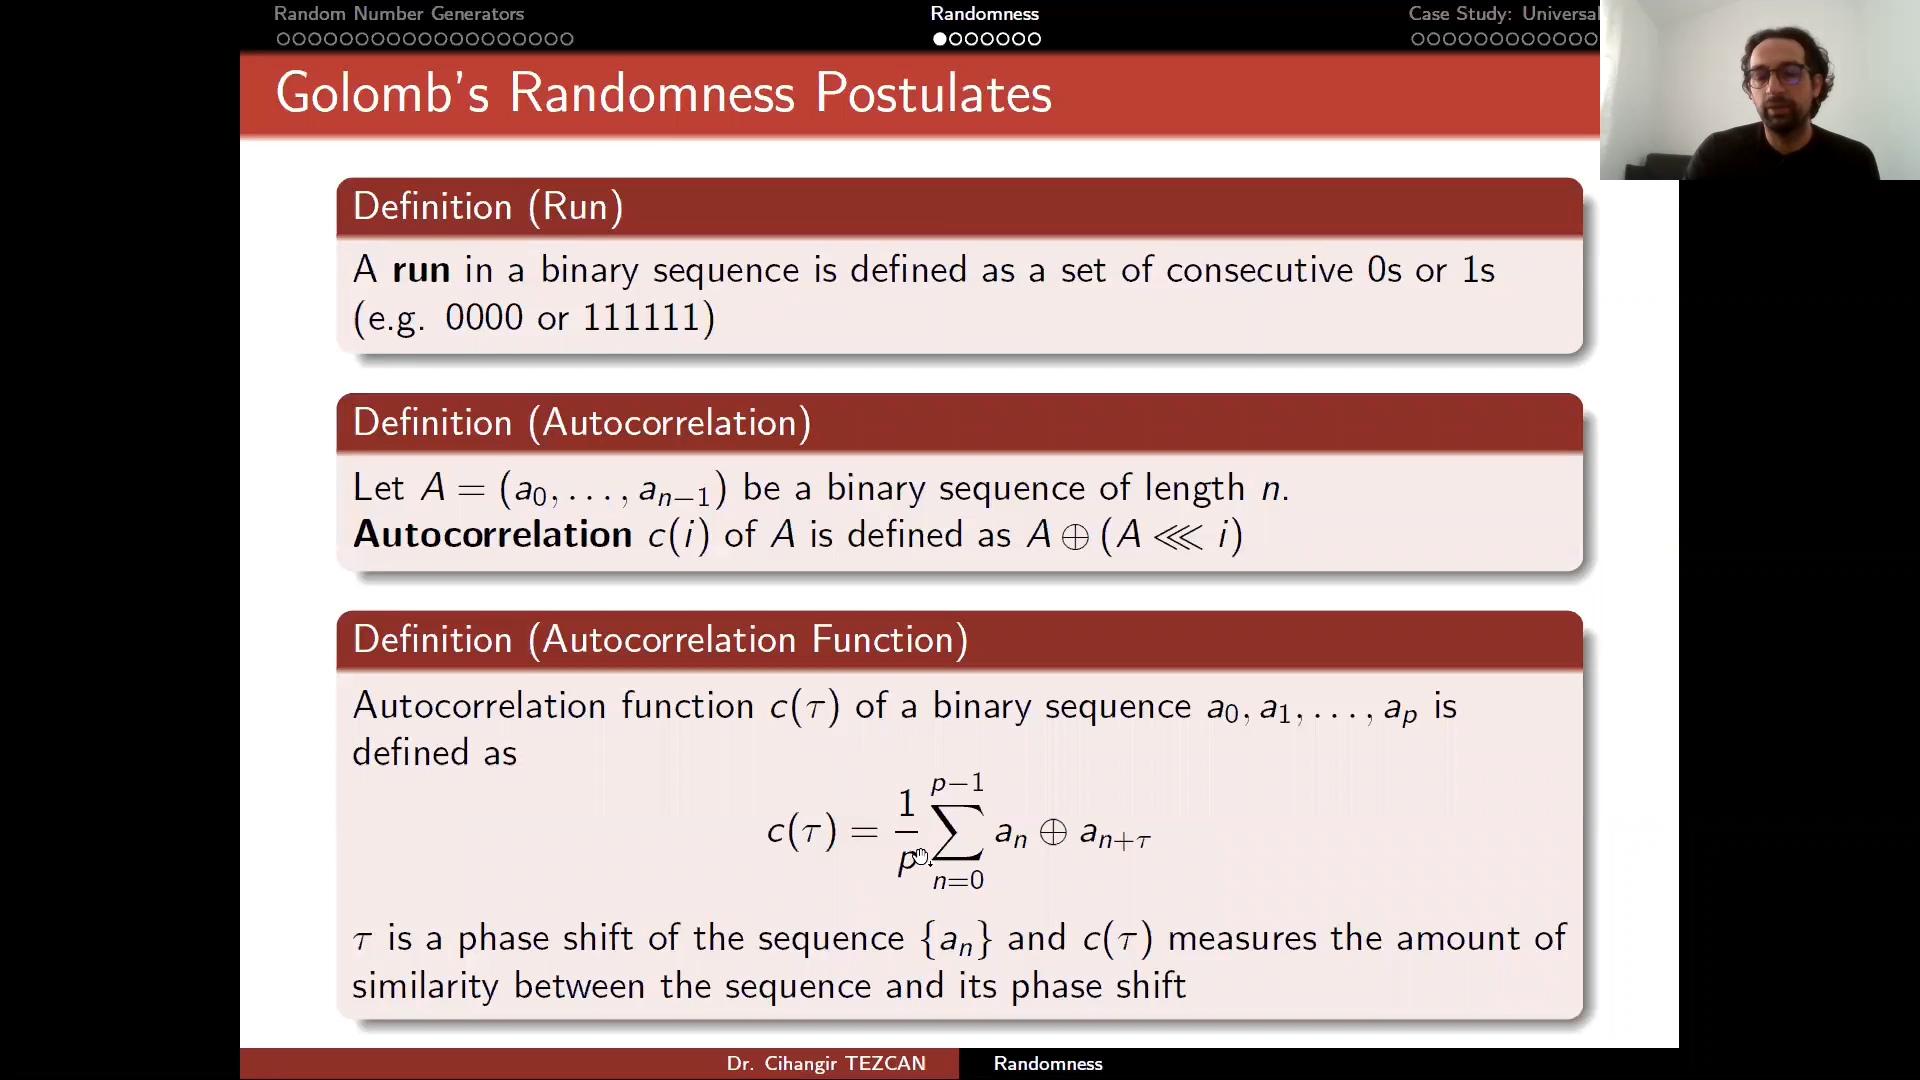 Random Number Generators
Randomness
Case Study: Universal
Golomb's Randomness Postulates
Definition (Run)
A run in a binary sequence is defined as a set of consecutive 0s or 1s
(e.g. 0000 or 111111)
Definition (Autocorrelation)
Let A = (a₀, . . . , aₙ₋₁) be a binary sequence of length n.
Autocorrelation c(i) of A is defined as A ⊕ (A ⋘ i)
Definition (Autocorrelation Function)
Autocorrelation function c(τ) of a binary sequence a₀, a₁, . . . , aₚ is
defined as
c(τ) = 1/p ∑_{n=0}^{p−1} aₙ ⊕ a_{n+τ}
τ is a phase shift of the sequence {aₙ} and c(τ) measures the amount of
similarity between the sequence and its phase shift
Dr. Cihangir TEZCAN
Randomness